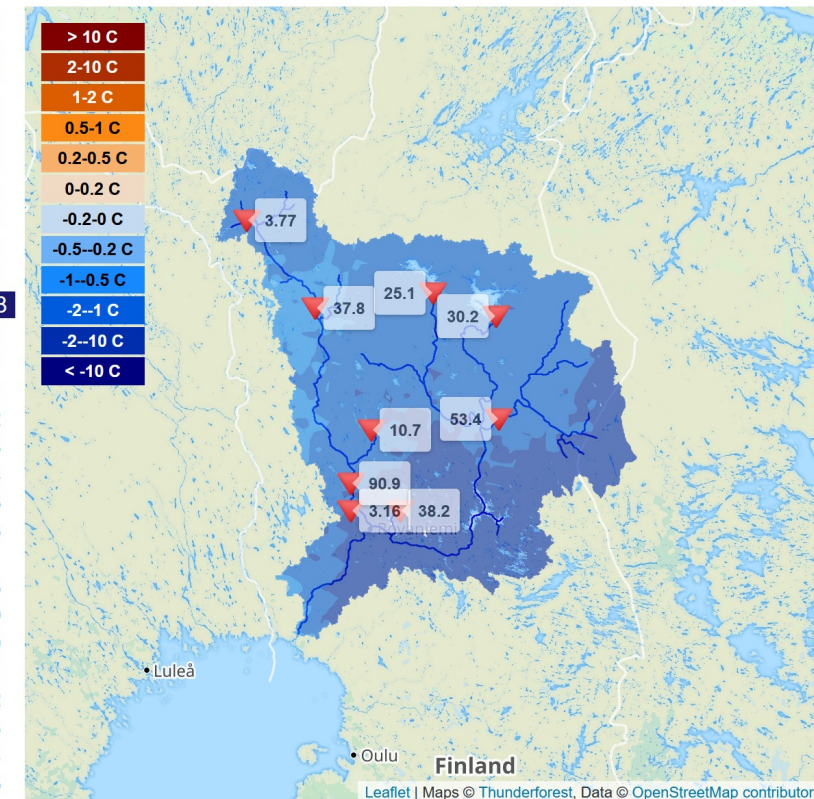 > 10 C
2-10 C
1-2 C
0.5-1 C
0.2-0.5 C
0-0.2 C
-0.2-0 C
-0.5--0.2 C
-1--0.5 C
-2--1 C
-2--10 C
< -10 C
3.77
37.8
25.1
30.2
10.7
53.4
90.9
3.16
38.2
Rovaniemi
3
Luleå
Oulu
Finland
Leaflet | Maps © Thunderforest, Data © OpenStreetMap contributor